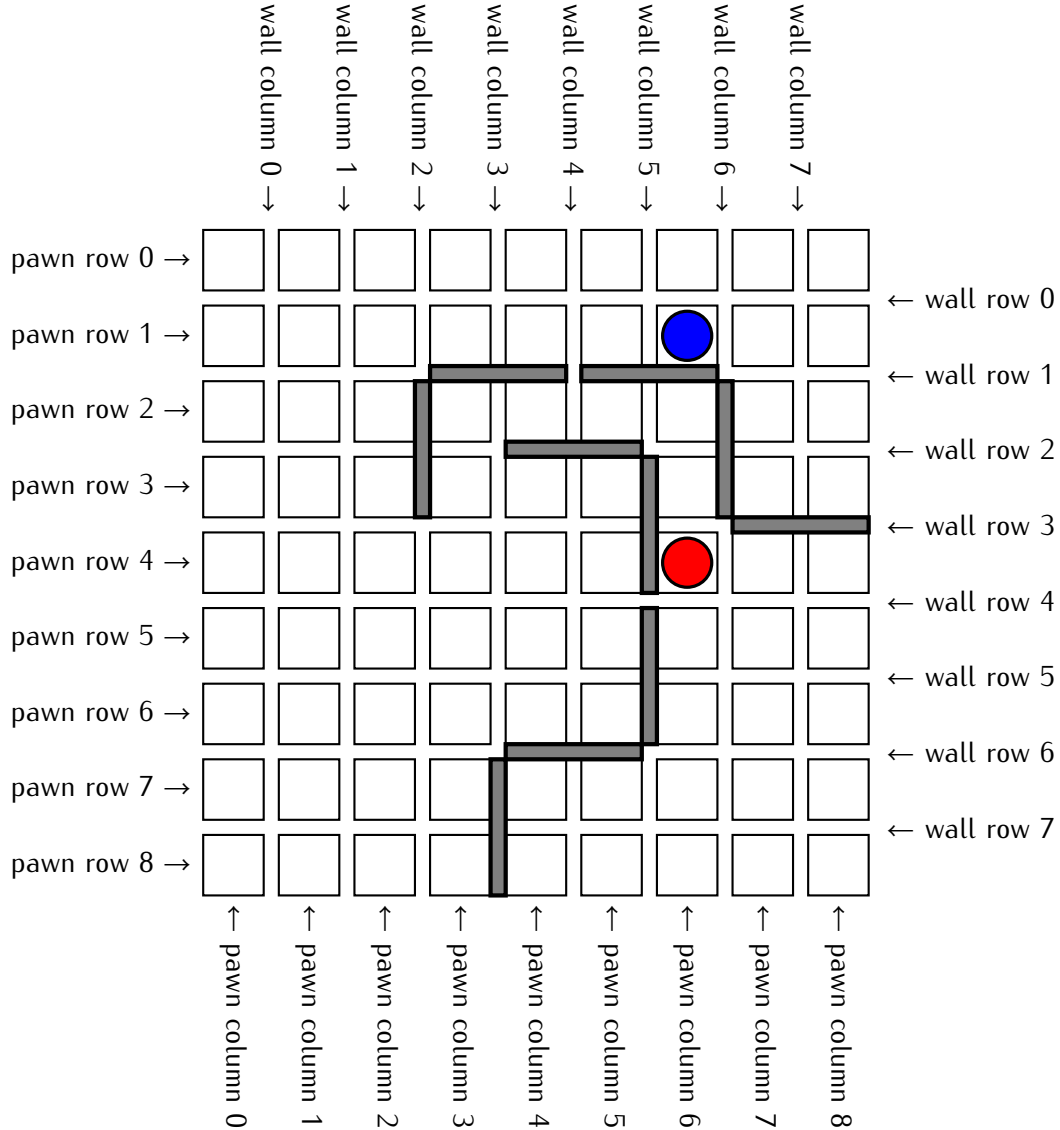 wall column 0 →
wall column 1 →
wall column 2 →
wall column 3 →
wall column 4 →
wall column 5 →
wall column 6 →
wall column 7 →
pawn row 0 →
pawn row 1 →
pawn row 2 →
pawn row 3 →
pawn row 4 →
pawn row 5 →
pawn row 6 →
pawn row 7 →
pawn row 8 →
← wall row 0
← wall row 1
← wall row 2
← wall row 3
← wall row 4
← wall row 5
← wall row 6
← wall row 7
← pawn column 0
← pawn column 1
← pawn column 2
← pawn column 3
← pawn column 4
← pawn column 5
← pawn column 6
← pawn column 7
← pawn column 8